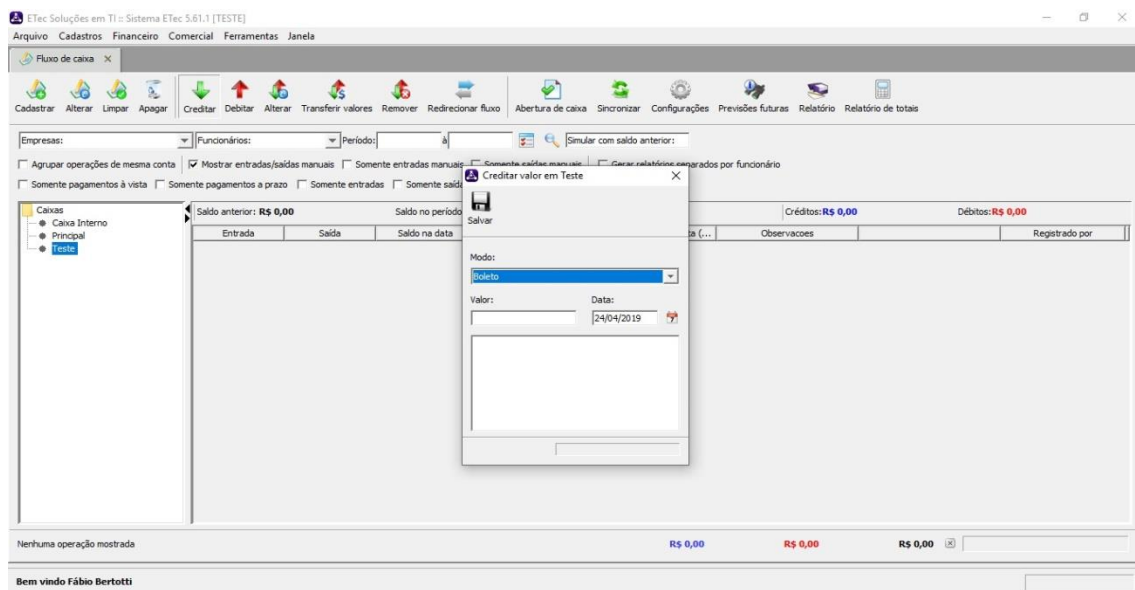 ETec Soluções em TI :: Sistema ETec 5.61.1 [TESTE]
Arquivo Cadastros Financeiro Comercial Ferramentas Janela
Fluxo de caixa
Cadastrar Alterar Limpar Apagar Creditar Debitar Alterar Transferir valores Remover Redirecionar fluxo Abertura de caixa Sincronizar Configurações Previsões futuras Relatório Relatório de totais
Empresas: Funcionários: Período: à Simular com saldo anterior:
Agrupar operações de mesma conta Mostrar entradas/saídas manuais Somente entradas manuais Somente saídas manuais Gerar relatórios separados por funcionário
Somente pagamentos à vista Somente pagamentos a prazo Somente entradas Somente saída
Caixas
Caixa Interno
Principal
Teste
Saldo anterior: R$ 0,00 Saldo no período Créditos:R$ 0,00 Débitos:R$ 0,00
Entrada Saída Saldo na data ta (... Observacoes Registrado por
Creditar valor em Teste
Salvar
Modo:
Boleto
Valor: Data:
24/04/2019
Nenhuma operação mostrada R$ 0,00 R$ 0,00 R$ 0,00
Bem vindo Fábio Bertotti